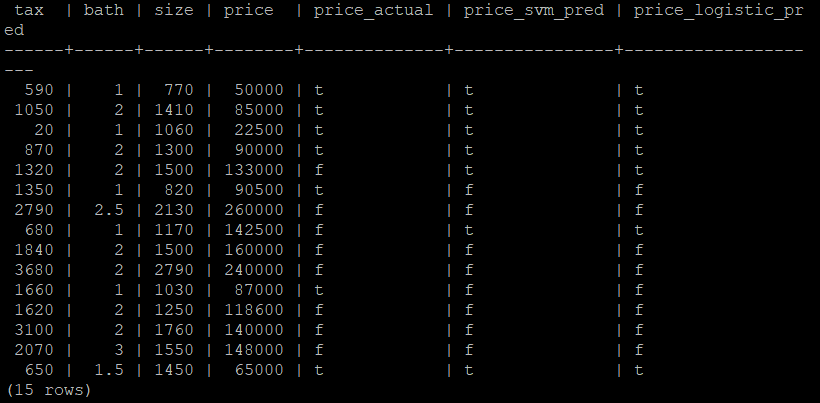 tax  | bath | size | price  | price_actual | price_svm_pred | price_logistic_pr
ed
------+------+------+--------+--------------+----------------+------------------
---
  590 |    1 |  770 |  50000 | t            | t              | t
 1050 |    2 | 1410 |  85000 | t            | t              | t
   20 |    1 | 1060 |  22500 | t            | t              | t
  870 |    2 | 1300 |  90000 | t            | t              | t
 1320 |    2 | 1500 | 133000 | f            | t              | t
 1350 |    1 |  820 |  90500 | t            | f              | f
 2790 |  2.5 | 2130 | 260000 | f            | f              | f
  680 |    1 | 1170 | 142500 | f            | t              | t
 1840 |    2 | 1500 | 160000 | f            | f              | f
 3680 |    2 | 2790 | 240000 | f            | f              | f
 1660 |    1 | 1030 |  87000 | t            | f              | f
 1620 |    2 | 1250 | 118600 | f            | f              | f
 3100 |    2 | 1760 | 140000 | f            | f              | f
 2070 |    3 | 1550 | 148000 | f            | f              | f
  650 |  1.5 | 1450 |  65000 | t            | t              | t
(15 rows)